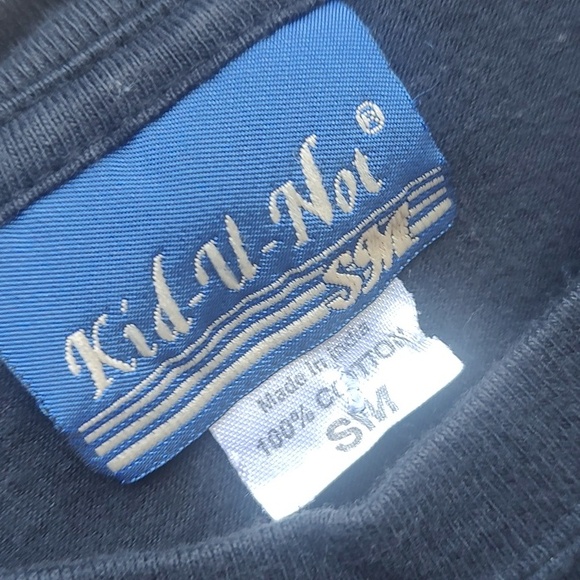 Kid-U-Not®
SM
Made in India
100% COTTON
SM